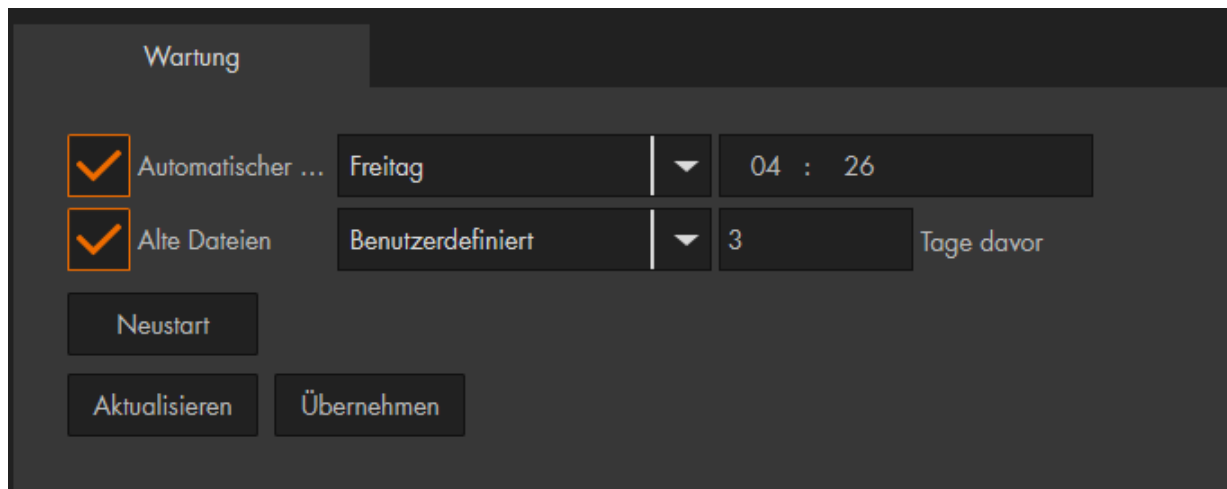 Wartung
Automatischer ... Freitag 04 : 26
Alte Dateien Benutzerdefiniert 3 Tage davor
Neustart
Aktualisieren Übernehmen